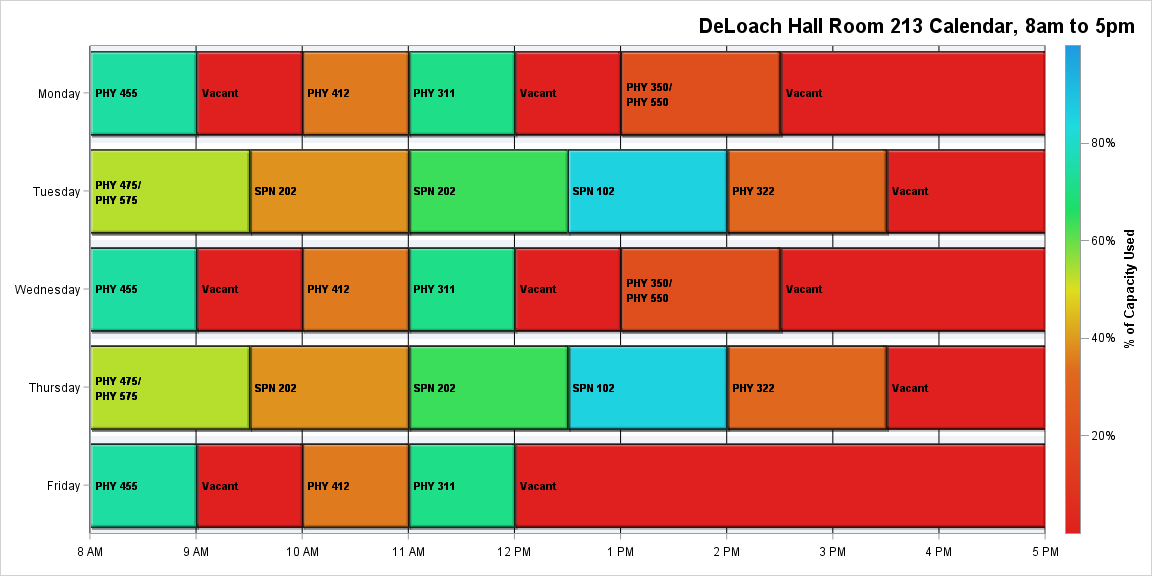 DeLoach Hall Room 213 Calendar, 8am to 5pm
Monday
PHY 455
Vacant
PHY 412
PHY 311
Vacant
PHY 350/
PHY 550
Vacant
Tuesday
PHY 475/
PHY 575
SPN 202
SPN 202
SPN 102
PHY 322
Vacant
Wednesday
PHY 455
Vacant
PHY 412
PHY 311
Vacant
PHY 350/
PHY 550
Vacant
Thursday
PHY 475/
PHY 575
SPN 202
SPN 202
SPN 102
PHY 322
Vacant
Friday
PHY 455
Vacant
PHY 412
PHY 311
Vacant
8 AM
9 AM
10 AM
11 AM
12 PM
1 PM
2 PM
3 PM
4 PM
5 PM
80%
60%
40%
20%
% of Capacity Used